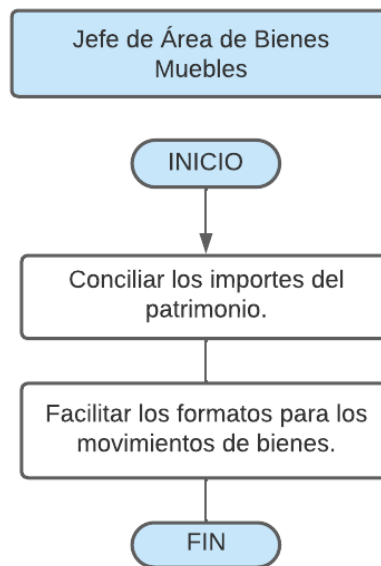 Jefe de Área de Bienes
Muebles
INICIO
Conciliar los importes del
patrimonio.
Facilitar los formatos para los
movimientos de bienes.
FIN